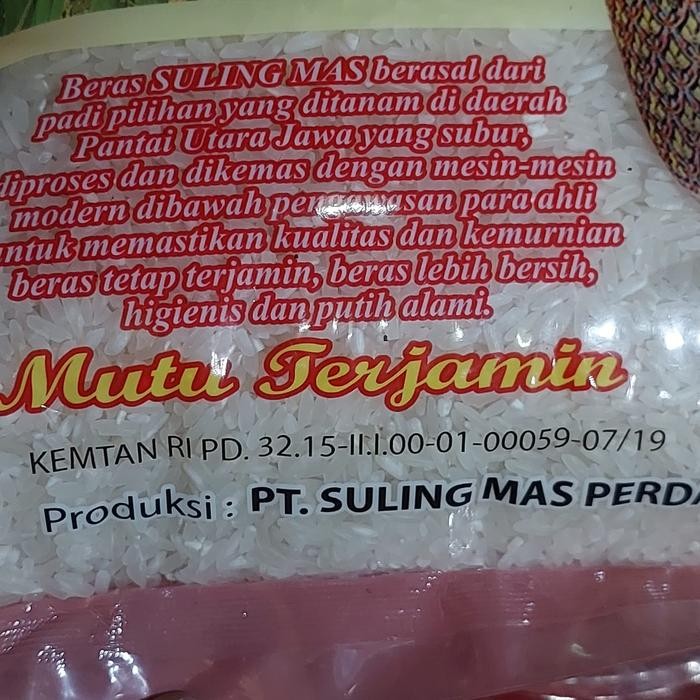 Beras SULING MAS berasal dari
padi pilihan yang ditanam di daerah
Pantai Utara Jawa yang subur,
diproses dan dikemas dengan mesin-mesin
modern dibawah para ahli
untuk memastikan kualitas dan kemurnian
beras tetap terjamin, beras lebih bersih,
higienis dan putih alami.
Mutu Terjamin
KEMTAN RI PD. 32.15-II.I.00-01-00059-07/19
Produksi : PT. SULING MAS